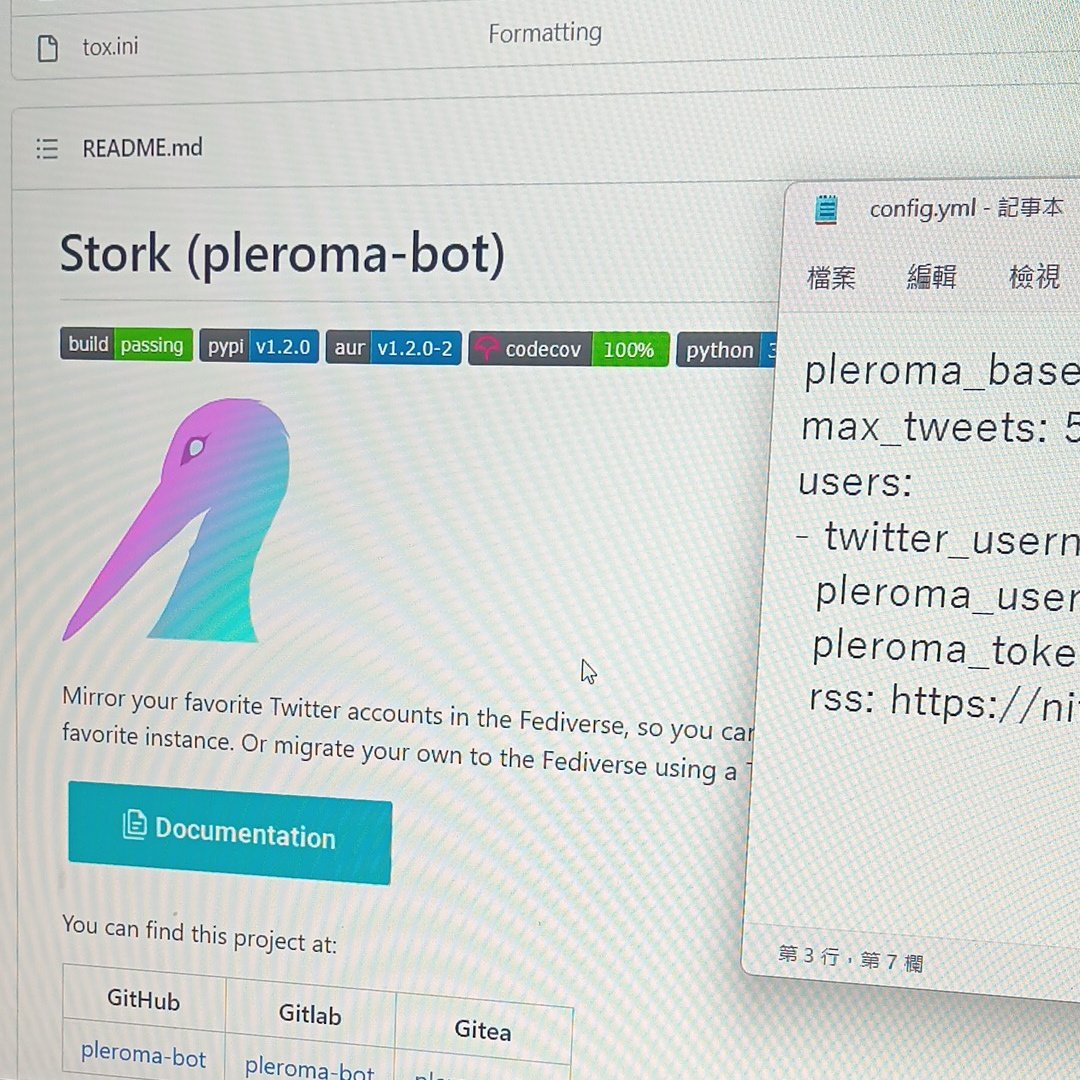 tox.ini
Formatting
README.md
Stork (pleroma-bot)
build passing
pypi v1.2.0
aur v1.2.0-2
codecov 100%
python 3
Mirror your favorite Twitter accounts in the Fediverse, so you can
favorite instance. Or migrate your own to the Fediverse using a
Documentation
You can find this project at:
GitHub
Gitlab
Gitea
pleroma-bot
pleroma-bot
config.yml - 記事本
檔案
編輯
檢視
pleroma_base
max_tweets: 5
users:
- twitter_usern
pleroma_user
pleroma_toke
rss: https://ni
第 3 行，第 7 欄